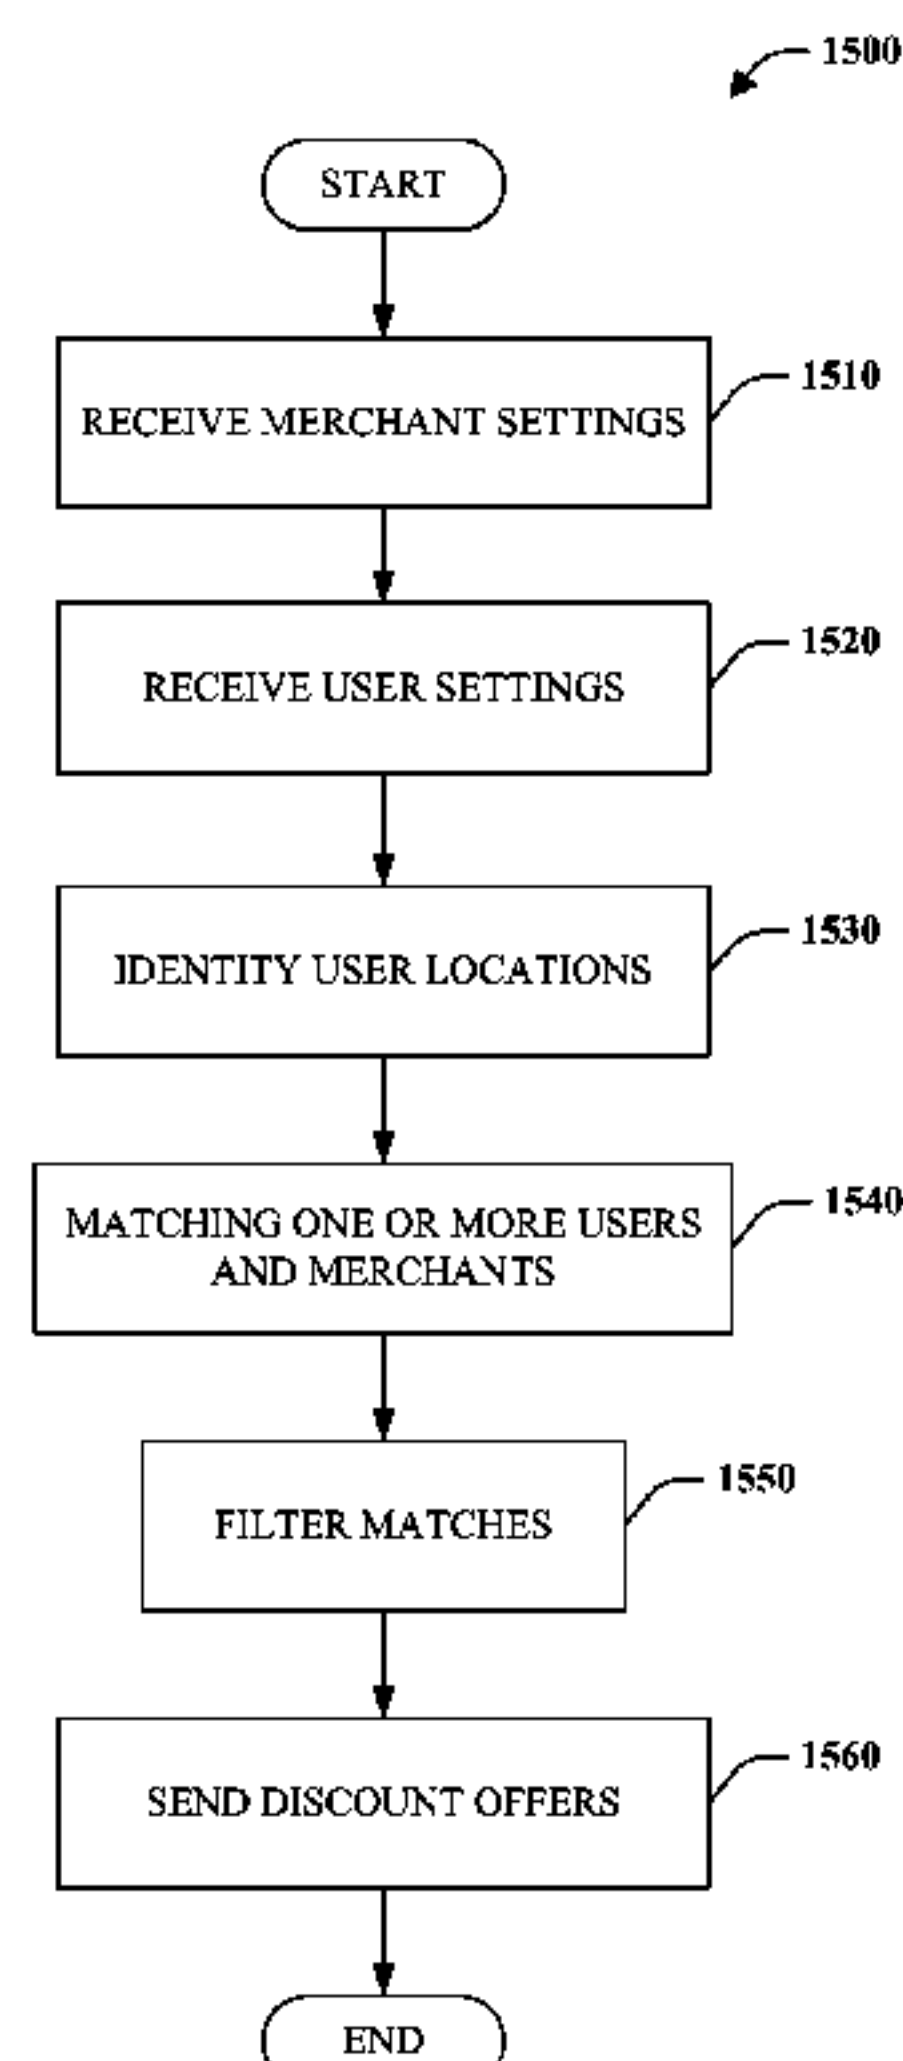 1500
START
RECEIVE MERCHANT SETTINGS
1510
RECEIVE USER SETTINGS
1520
IDENTITY USER LOCATIONS
1530
MATCHING ONE OR MORE USERS
AND MERCHANTS
1540
FILTER MATCHES
1550
SEND DISCOUNT OFFERS
1560
END